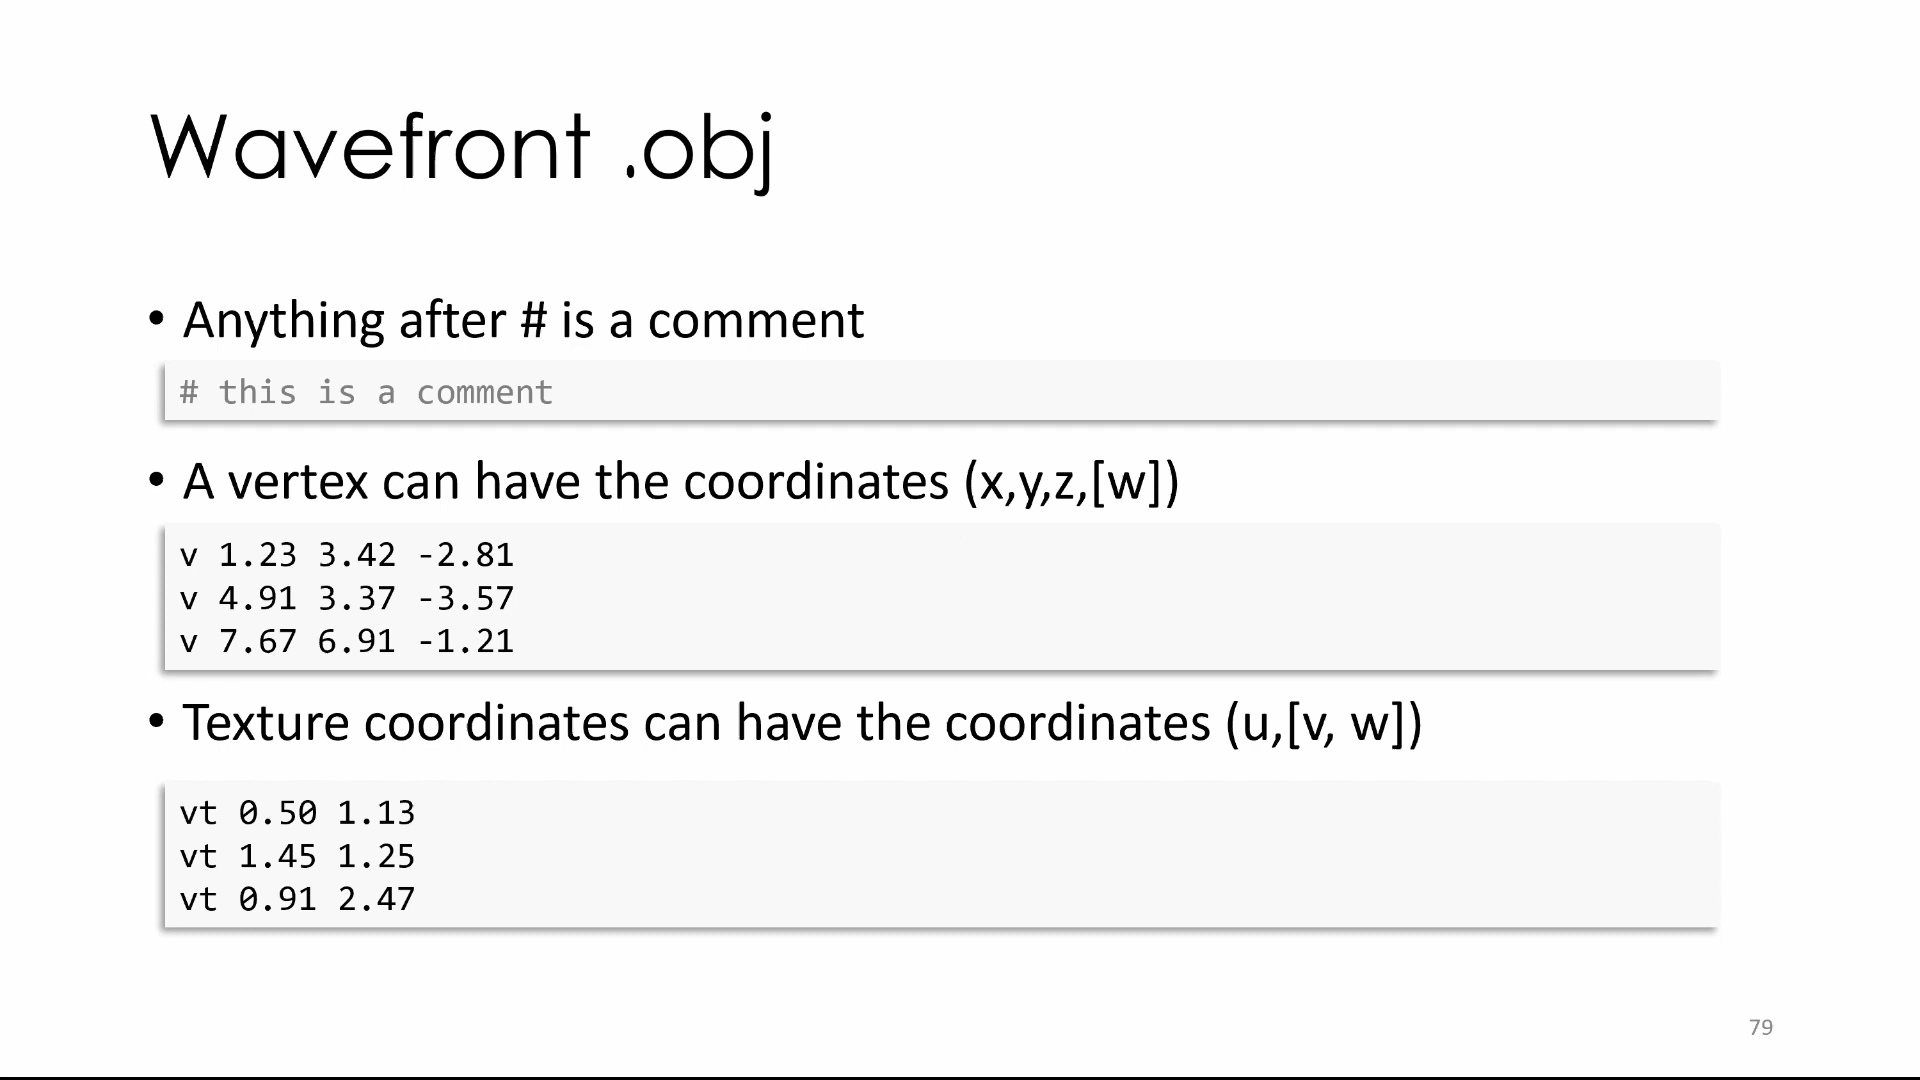 Wavefront .obj
• Anything after # is a comment
# this is a comment
• A vertex can have the coordinates (x,y,z,[w])
v 1.23 3.42 -2.81
v 4.91 3.37 -3.57
v 7.67 6.91 -1.21
• Texture coordinates can have the coordinates (u,[v, w])
vt 0.50 1.13
vt 1.45 1.25
vt 0.91 2.47
79